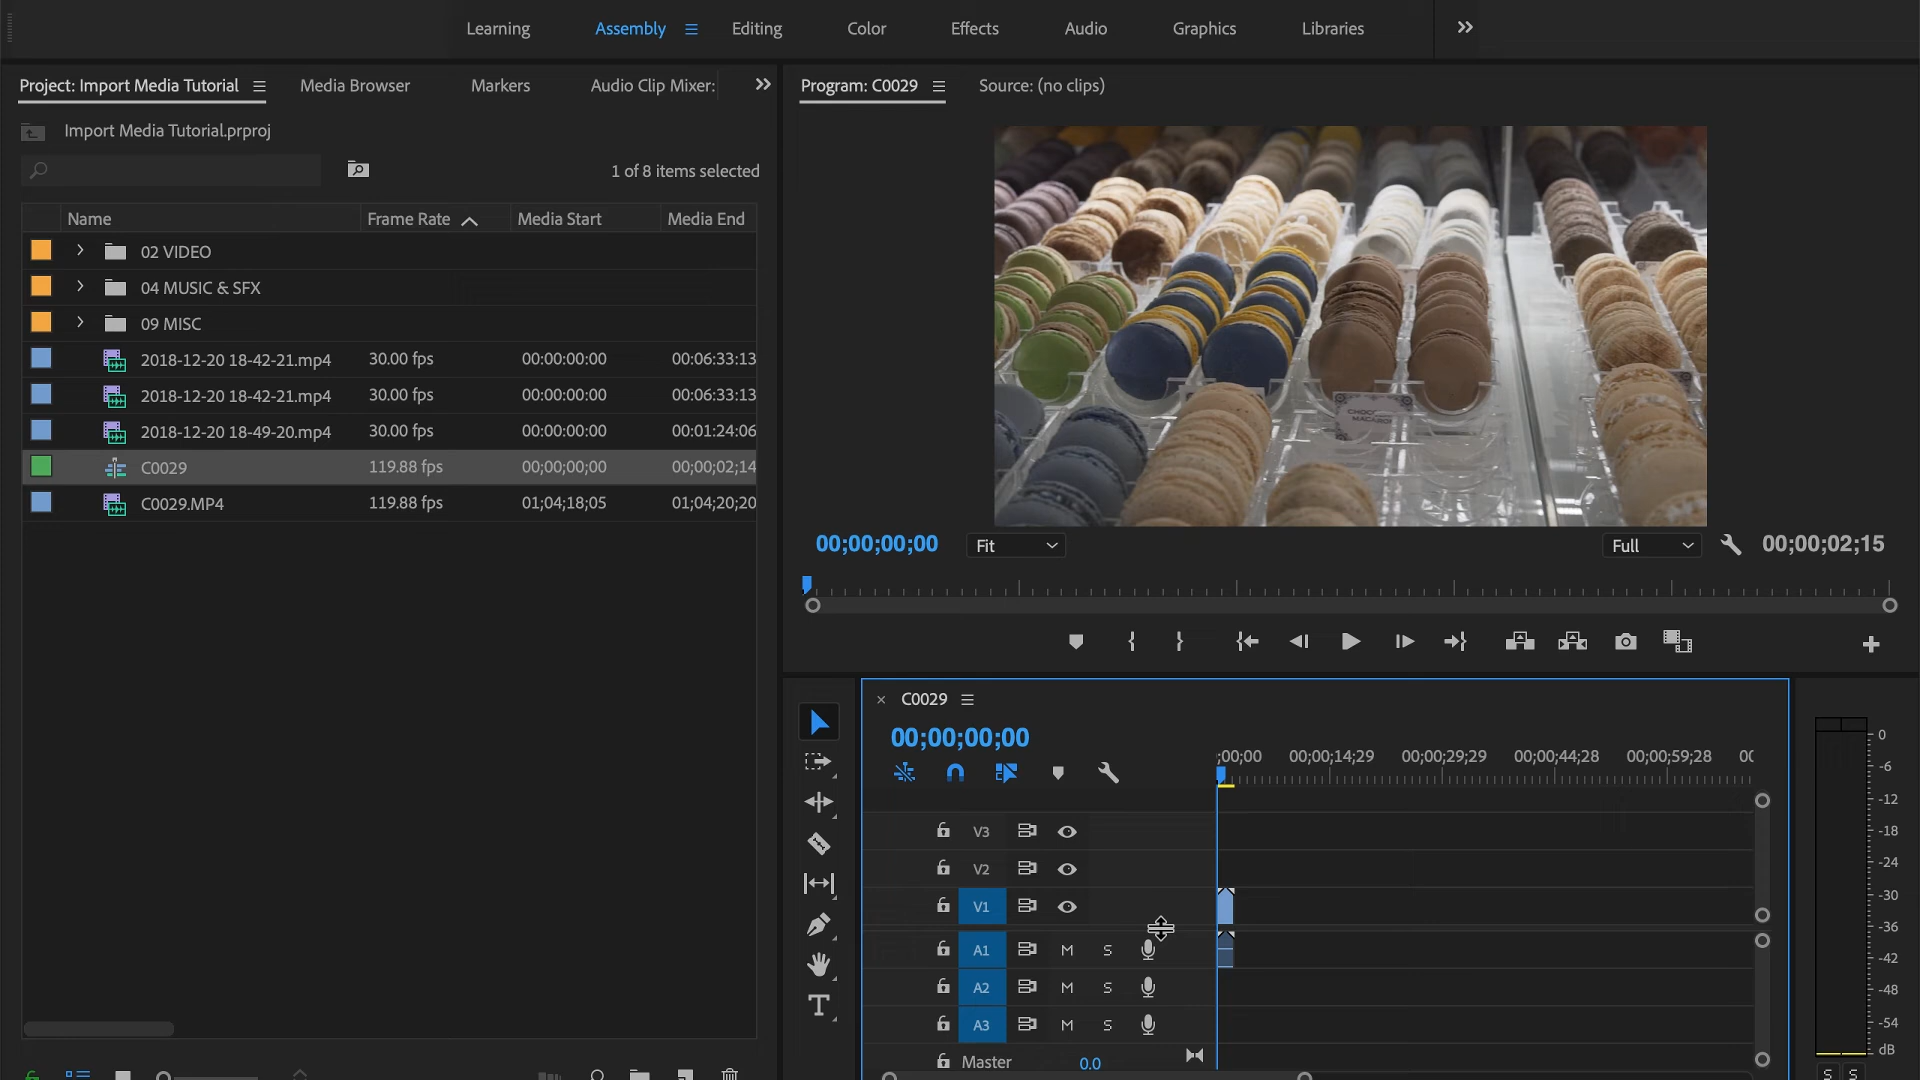 Learning Assembly Editing Color Effects Audio Graphics Libraries
Project: Import Media Tutorial Media Browser Markers Audio Clip Mixer:
Import Media Tutorial.prproj
1 of 8 items selected
Name Frame Rate Media Start Media End
02 VIDEO
04 MUSIC & SFX
09 MISC
2018-12-20 18-42-21.mp4 30.00 fps 00:00:00:00 00:06:33:13
2018-12-20 18-42-21.mp4 30.00 fps 00:00:00:00 00:06:33:13
2018-12-20 18-49-20.mp4 30.00 fps 00:00:00:00 00:01:24:06
C0029 119.88 fps 00;00;00;00 00;00;02;14
C0029.MP4 119.88 fps 01;04;18;05 01;04;20;20
Program: C0029 Source: (no clips)
MACARO
00;00;00;00 Fit Full 00;00;02;15
C0029
00;00;00;00
;00;00 00;00;14;29 00;00;29;29 00;00;44;28 00;00;59;28 00
V3
V2
V1
A1 M S
A2 M S
A3 M S
Master 0.0
0
-6
-12
-18
-24
-30
-36
-42
-48
-54
dB
S S